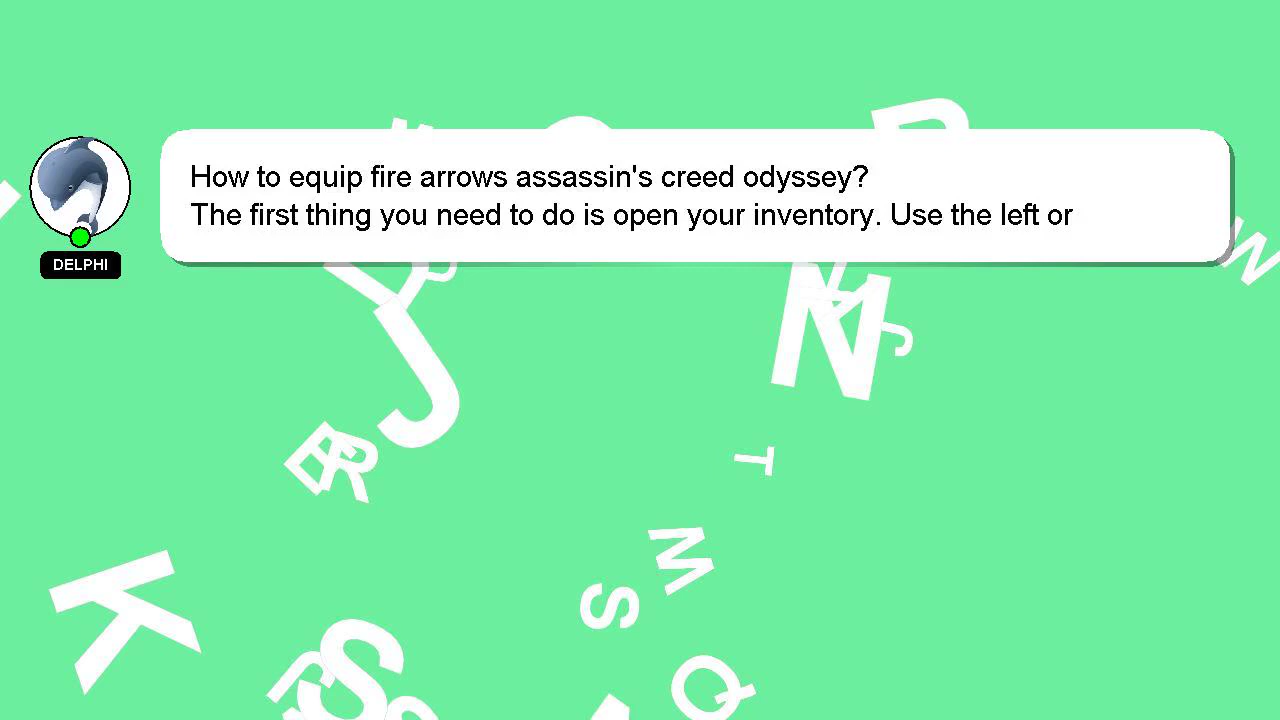 How to equip fire arrows assassin's creed odyssey?
The first thing you need to do is open your inventory. Use the left or
DELPHI
J
N
J
W
R
T
M
S
K
S
Q